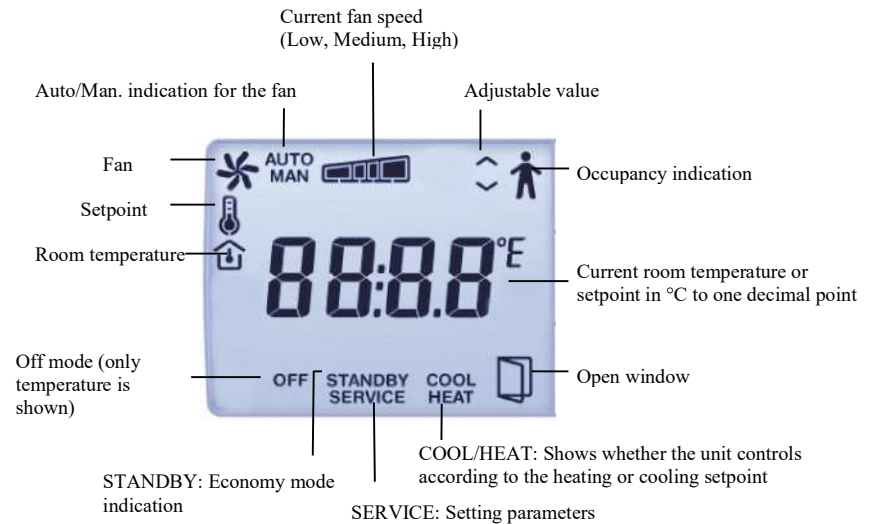 Current fan speed
(Low, Medium, High)
Auto/Man. indication for the fan
Adjustable value
Fan
AUTO
MAN
Occupancy indication
Setpoint
Room temperature
88:8.8°E
Current room temperature or
setpoint in °C to one decimal point
Off mode (only
temperature is
shown)
OFF
STANDBY
SERVICE
COOL
HEAT
Open window
COOL/HEAT: Shows whether the unit controls
according to the heating or cooling setpoint
STANDBY: Economy mode
indication
SERVICE: Setting parameters